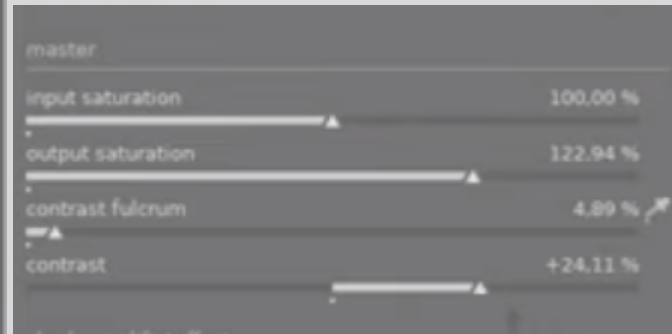 master
input saturation 100,00 %
output saturation 122,94 %
contrast fulcrum 4,89 %
contrast +24,11 %